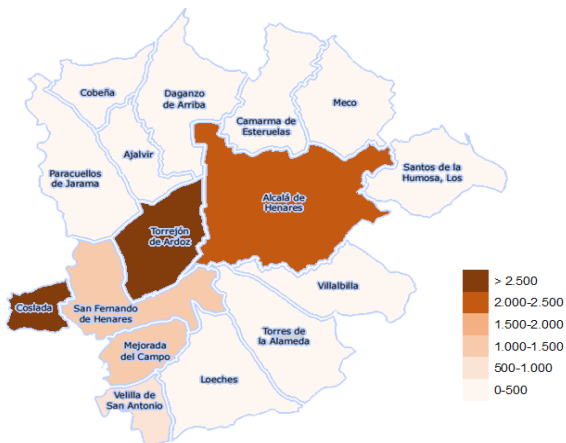 Cobeña
Daganzo
de Arriba
Camarma de
Esteruelas
Meco
Ajalvir
Paracuellos
de Jarama
Santos de la
Humosa, Los
Alcalá de
Henares
Torrejón
de Ardoz
Villalbilla
Coslada
San Fernando
de Henares
Torres de
la Alameda
Mejorada
del Campo
Loeches
Velilla de
San Antonio
> 2.500
2.000-2.500
1.500-2.000
1.000-1.500
500-1.000
0-500